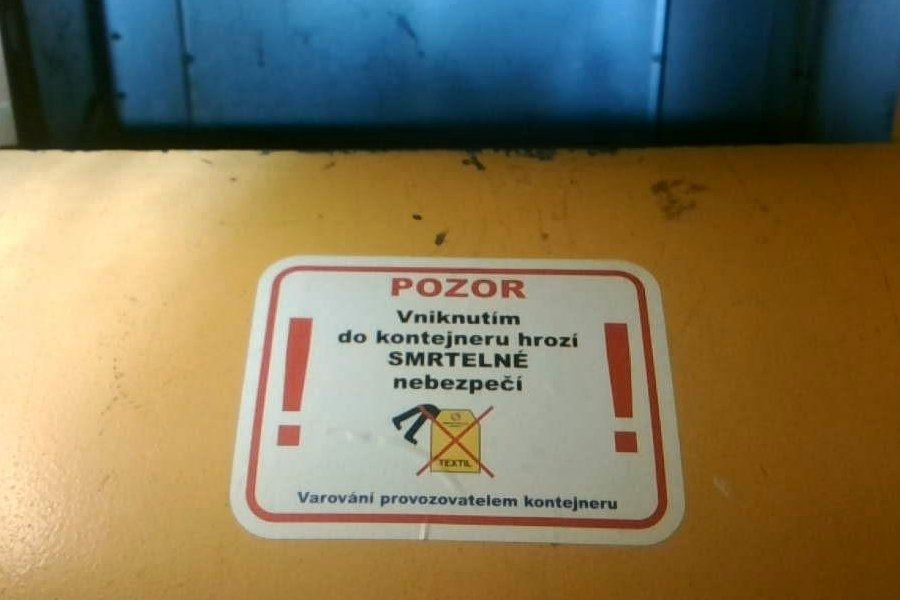 POZOR
Vniknutím
do kontejneru hrozí
SMRTELNÉ
nebezpečí
TEXTIL
Varování provozovatelem kontejneru